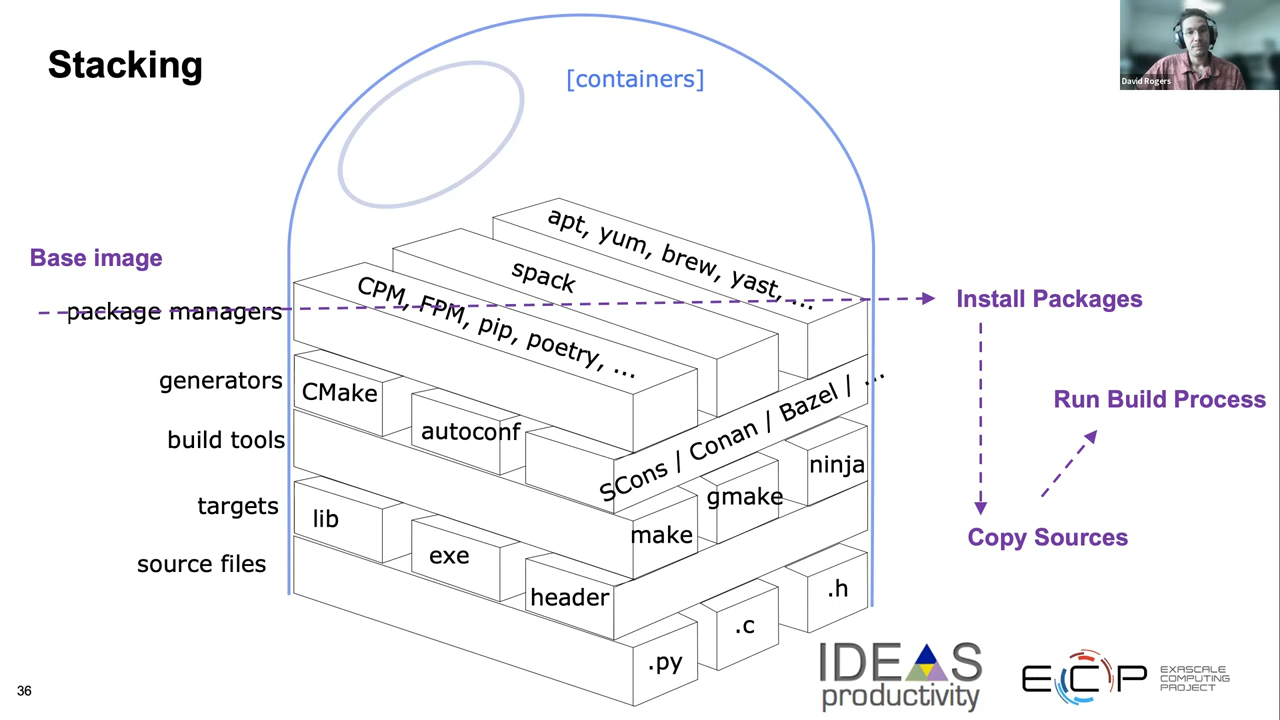 Stacking
[containers]
David Rogers
apt, yum, brew, yast, ...
spack
CPM, FPM, pip, poetry, ...
Base image
package managers
Install Packages
generators
CMake
SCons / Conan / Bazel / ...
Run Build Process
build tools
autoconf
ninja
gmake
targets
lib
make
Copy Sources
source files
exe
header
.h
.c
.py
IDEAS
productivity
ECP
EXASCALE
COMPUTING
PROJECT
36